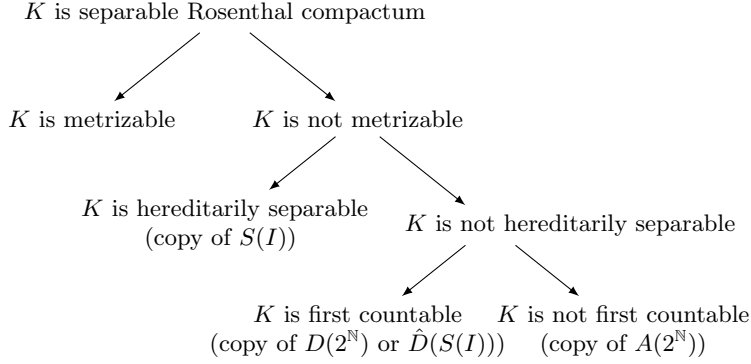 K is separable Rosenthal compactum
K is metrizable
K is not metrizable
K is hereditarily separable
(copy of S(I))
K is not hereditarily separable
K is first countable
(copy of D(2^ℕ) or D̂(S(I)))
K is not first countable
(copy of A(2^ℕ))